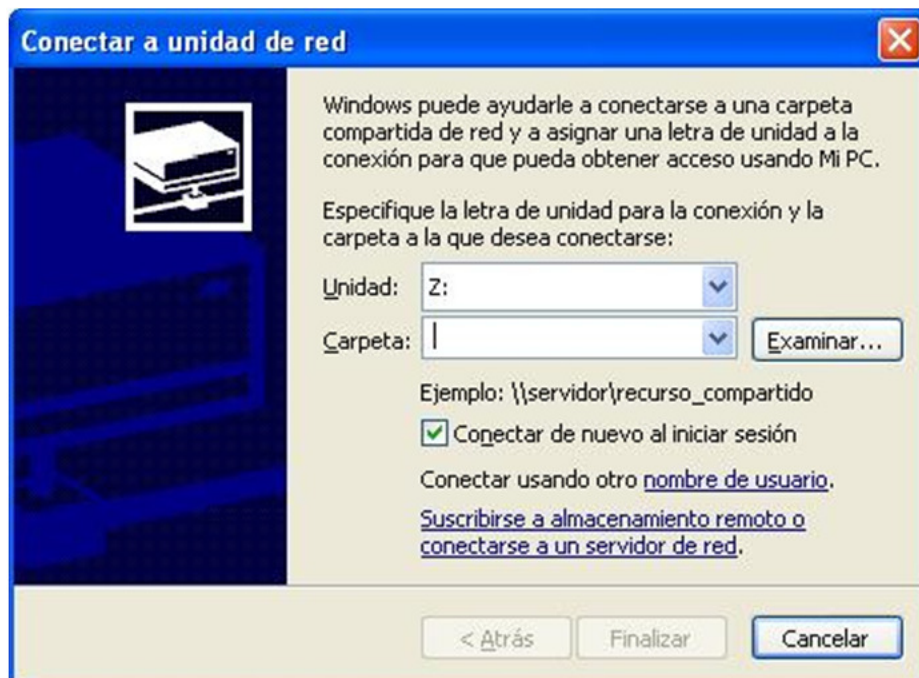 Conectar a unidad de red
Windows puede ayudarle a conectarse a una carpeta
compartida de red y a asignar una letra de unidad a la
conexión para que pueda obtener acceso usando Mi PC.
Especifique la letra de unidad para la conexión y la
carpeta a la que desea conectarse:
Unidad: Z:
Carpeta: Examinar...
Ejemplo: \\servidor\recurso_compartido
Conectar de nuevo al iniciar sesión
Conectar usando otro nombre de usuario.
Suscribirse a almacenamiento remoto o
conectarse a un servidor de red.
< Atrás Finalizar Cancelar